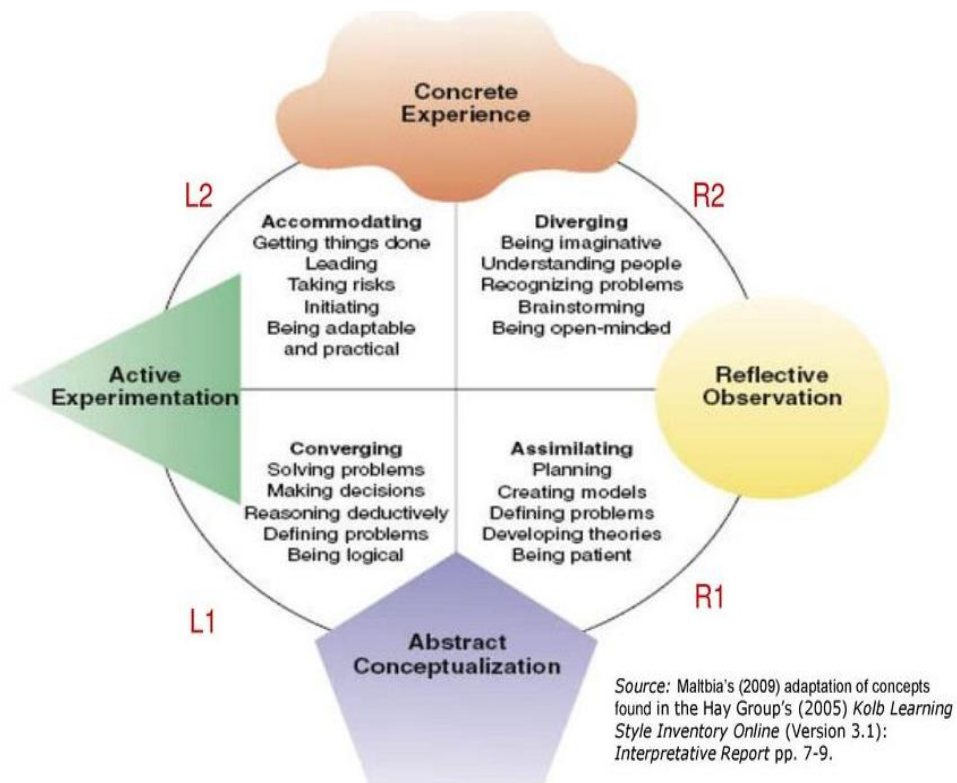 Concrete
Experience
L2
R2
Accommodating
Getting things done
Leading
Taking risks
Initiating
Being adaptable
and practical
Diverging
Being imaginative
Understanding people
Recognizing problems
Brainstorming
Being open-minded
Active
Experimentation
Reflective
Observation
Converging
Solving problems
Making decisions
Reasoning deductively
Defining problems
Being logical
Assimilating
Planning
Creating models
Defining problems
Developing theories
Being patient
L1
R1
Abstract
Conceptualization
Source: Maltbia's (2009) adaptation of concepts
found in the Hay Group's (2005) Kolb Learning
Style Inventory Online (Version 3.1):
Interpretative Report pp. 7-9.